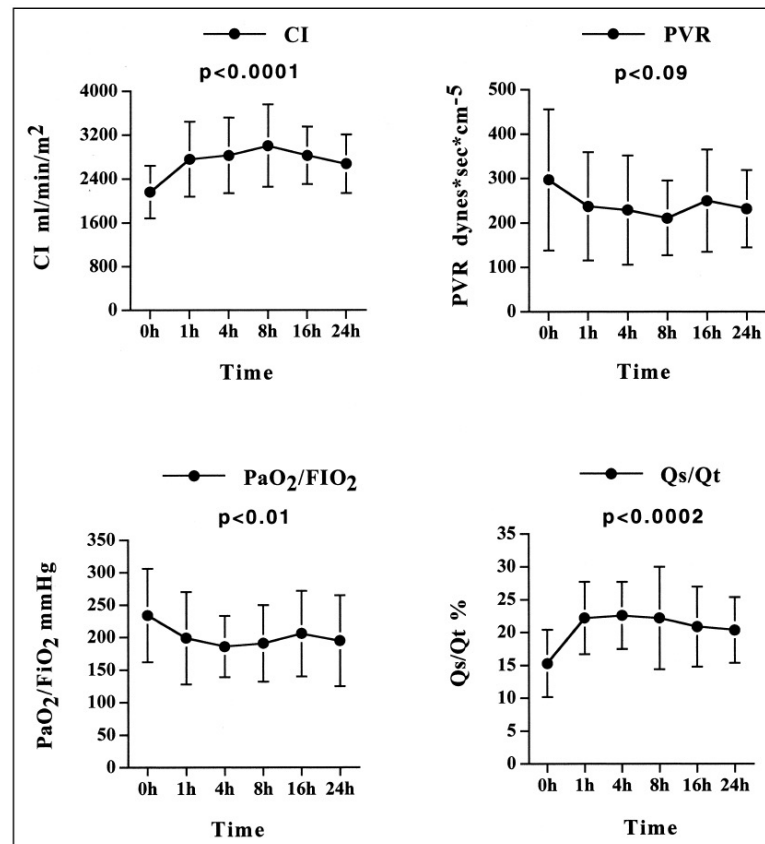 CI
p<0.0001
CI ml/min/m²
4000
3200
2400
1600
800
0
0h 1h 4h 8h 16h 24h
Time
PVR
p<0.09
PVR dynes*sec*cm-5
500
400
300
200
100
0
0h 1h 4h 8h 16h 24h
Time
PaO₂/FIO₂
p<0.01
PaO₂/FiO₂ mmHg
350
300
250
200
150
100
50
0
0h 1h 4h 8h 16h 24h
Time
Qs/Qt
p<0.0002
Qs/Qt %
35
30
25
20
15
10
5
0
0h 1h 4h 8h 16h 24h
Time